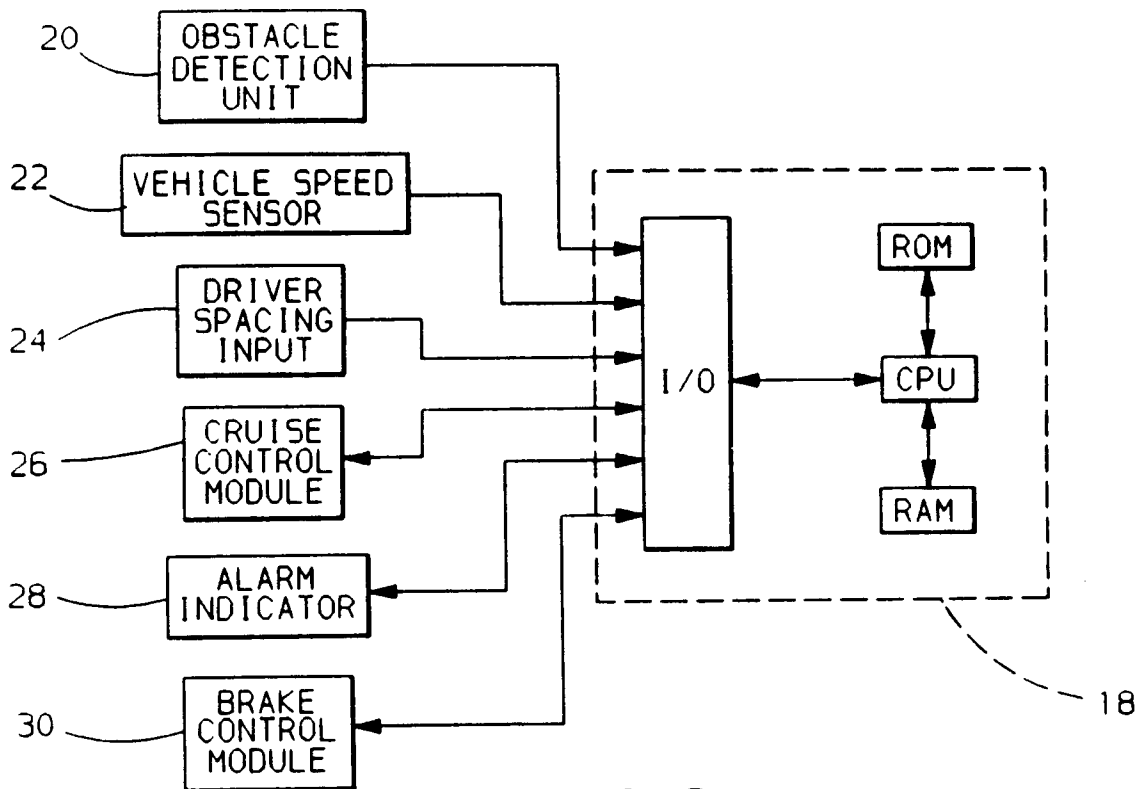 20
OBSTACLE
DETECTION
UNIT
22
VEHICLE SPEED
SENSOR
24
DRIVER
SPACING
INPUT
26
CRUISE
CONTROL
MODULE
28
ALARM
INDICATOR
30
BRAKE
CONTROL
MODULE
I/O
ROM
CPU
RAM
18